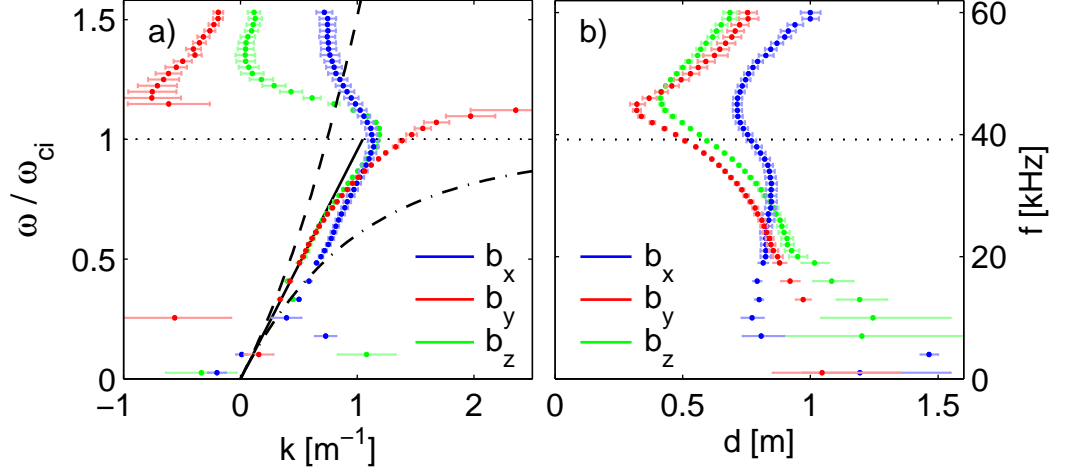 a)
1.5
1
0.5
0
−1
0
1
2
ω / ω_ci
k [m⁻¹]
b_x
b_y
b_z
b)
60
40
20
0
0
0.5
1
1.5
f [kHz]
d [m]
b_x
b_y
b_z